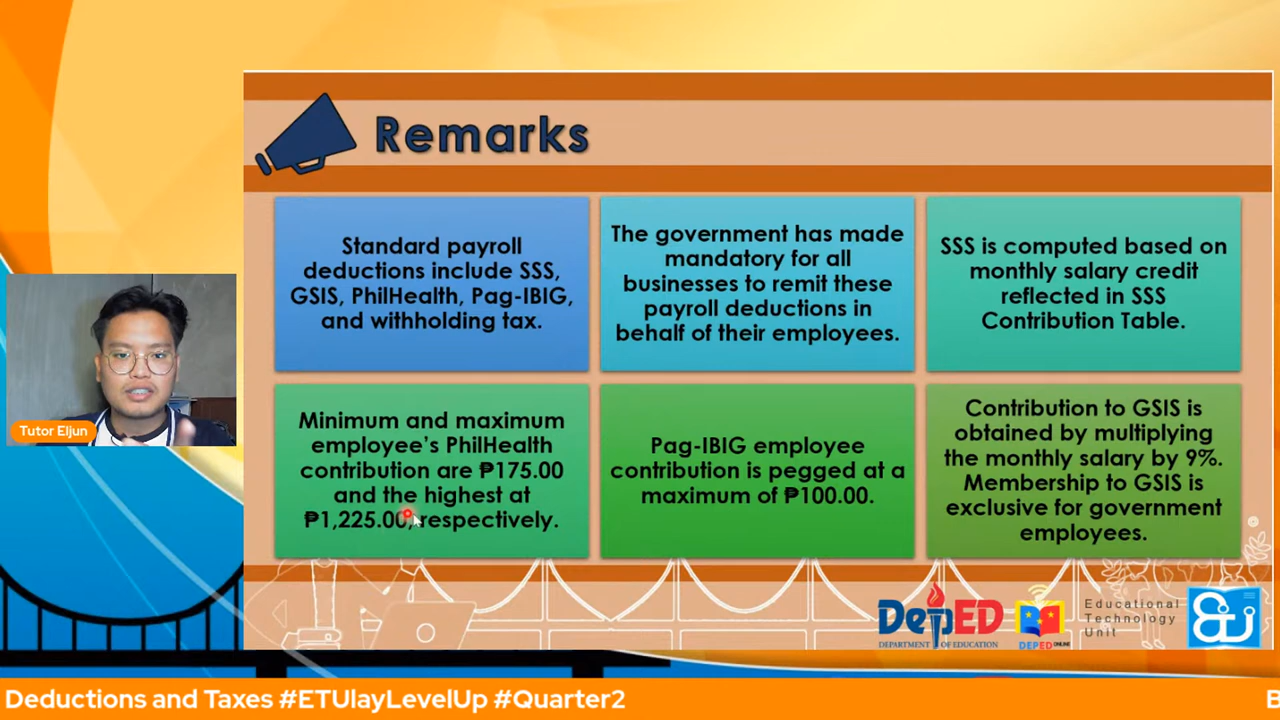 Remarks
Standard payroll
deductions include SSS,
GSIS, PhilHealth, Pag-IBIG,
and withholding tax.
The government has made
mandatory for all
businesses to remit these
payroll deductions in
behalf of their employees.
SSS is computed based on
monthly salary credit
reflected in SSS
Contribution Table.
Minimum and maximum
employee's PhilHealth
contribution are ₱175.00
and the highest at
₱1,225.00, respectively.
Pag-IBIG employee
contribution is pegged at a
maximum of ₱100.00.
Contribution to GSIS is
obtained by multiplying
the monthly salary by 9%.
Membership to GSIS is
exclusive for government
employees.
Tutor Eljun
DepED
DEPARTMENT OF EDUCATION
DEPED ONLINE
Educational
Technology
Unit
Deductions and Taxes #ETUlayLevelUp #Quarter2
B